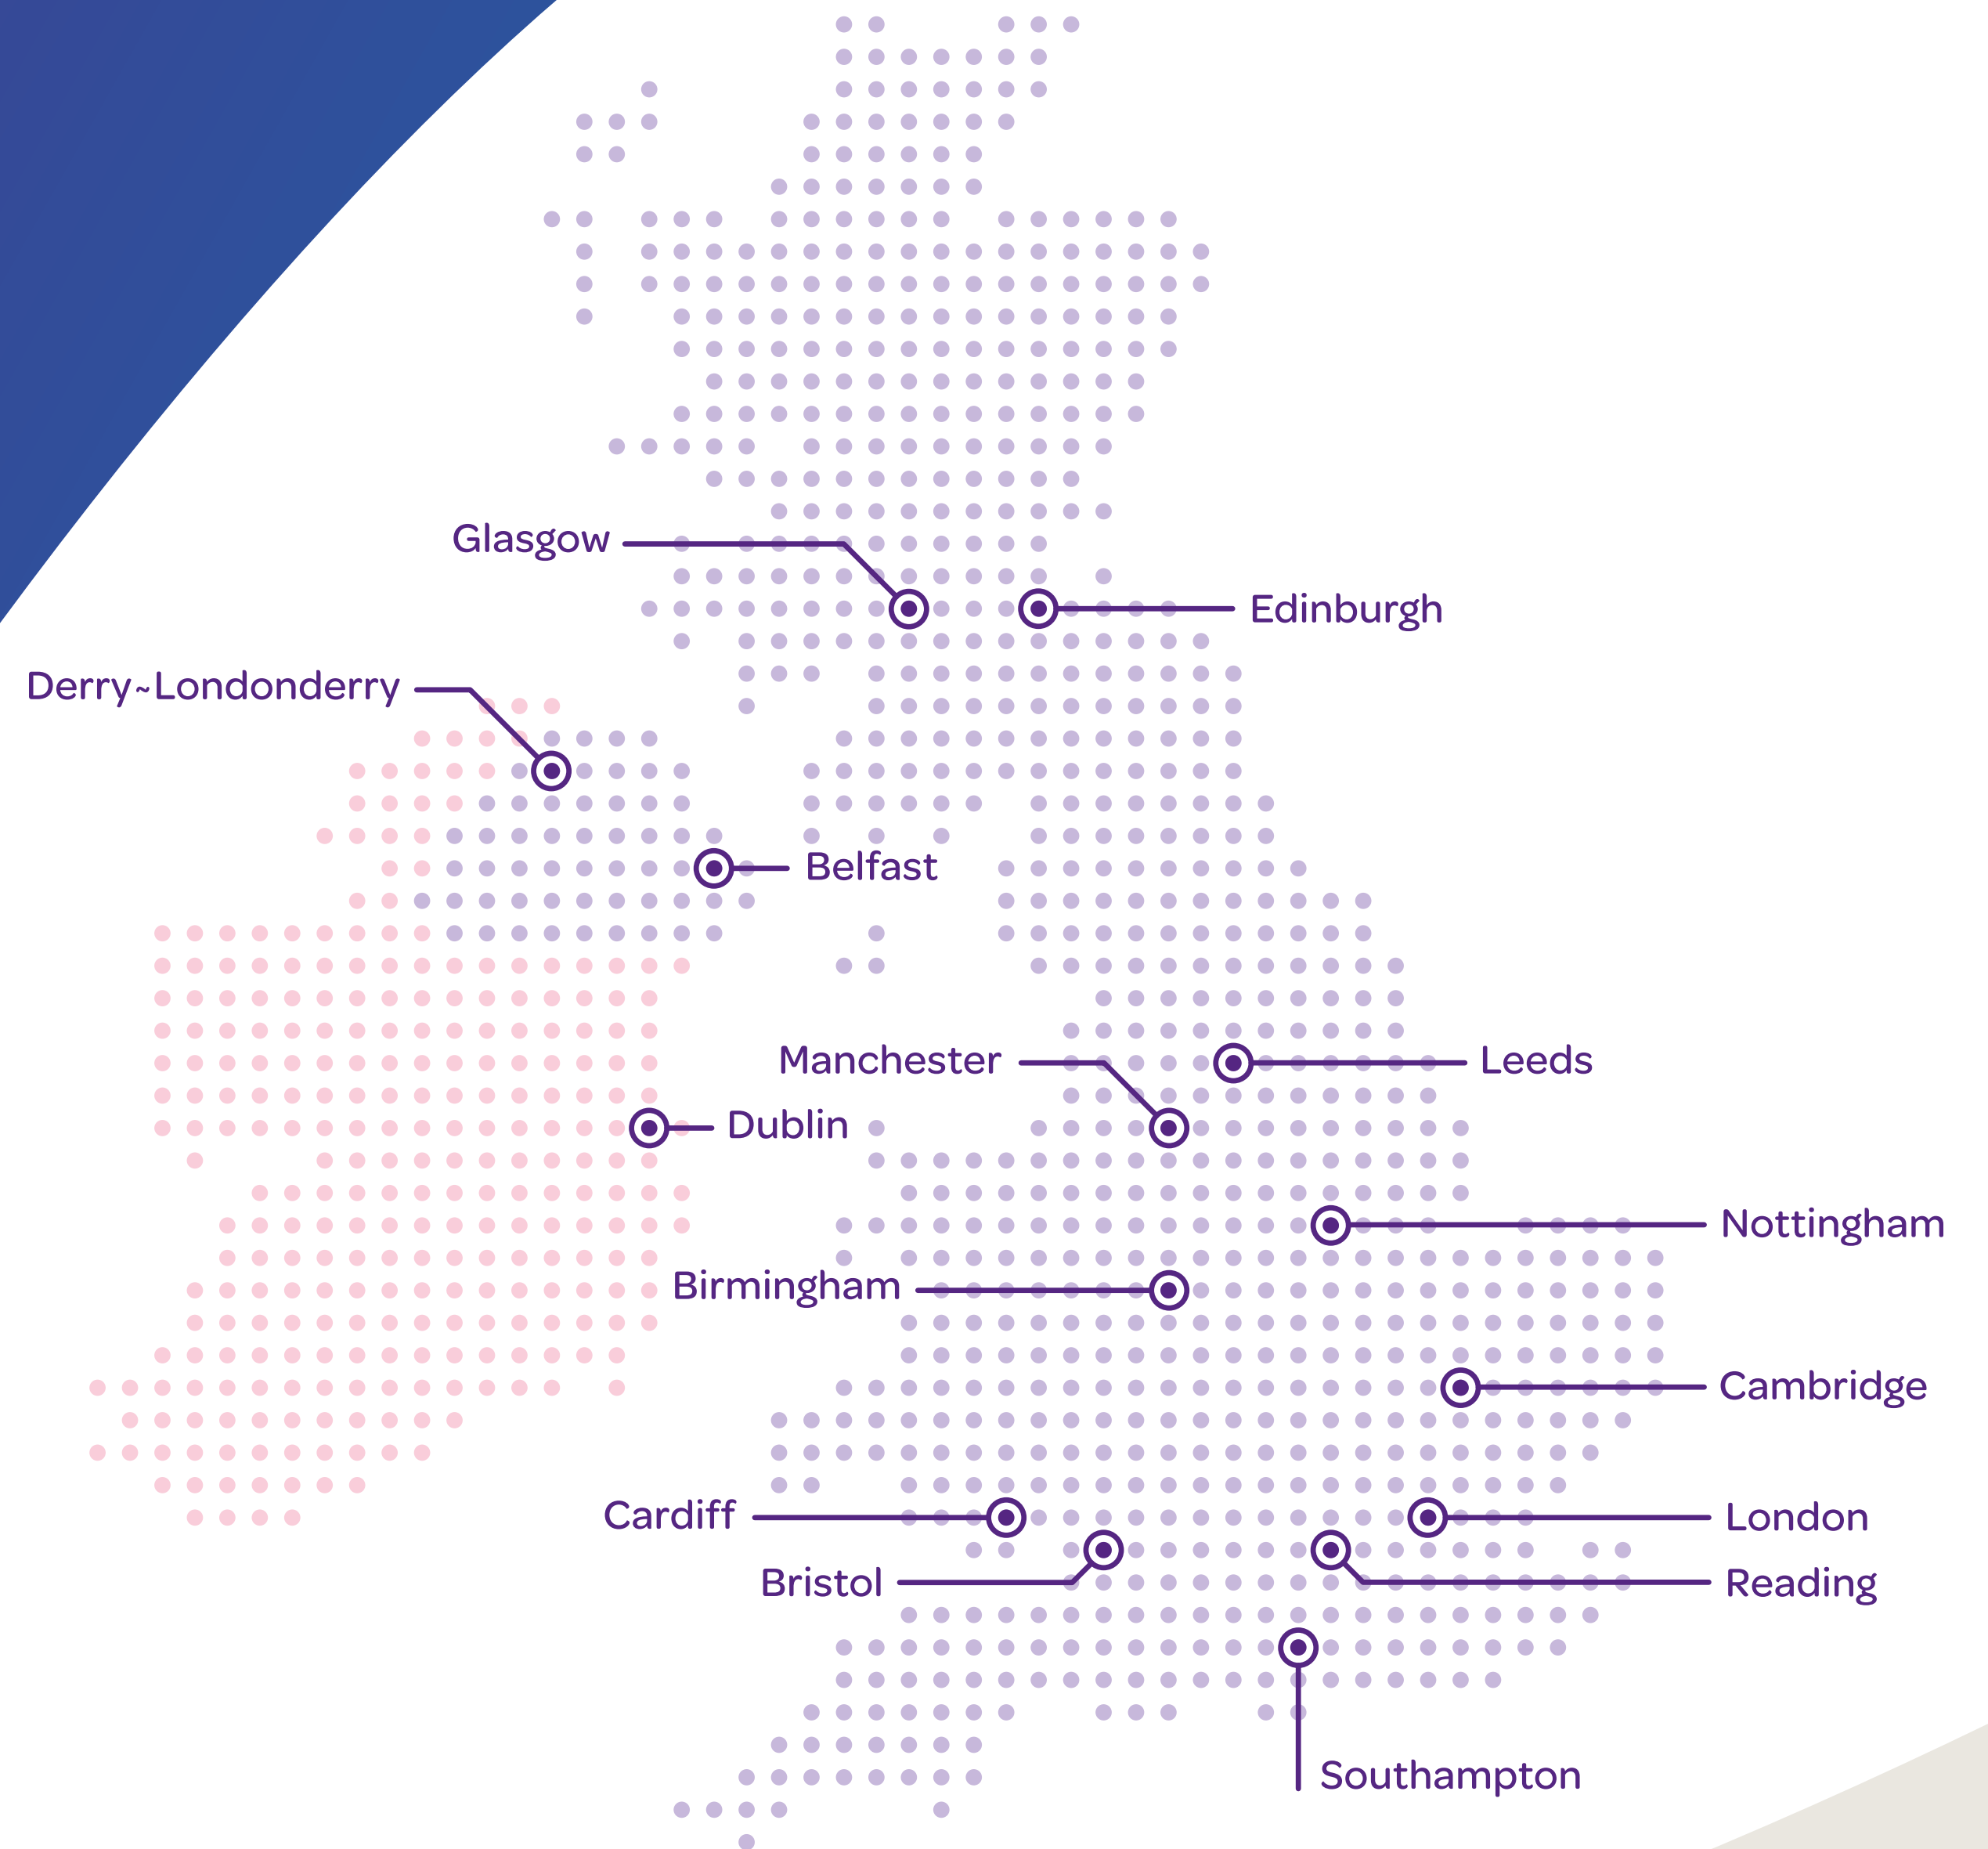 Glasgow
Edinburgh
Derry~Londonderry
Belfast
Manchester
Leeds
Dublin
Nottingham
Birmingham
Cambridge
Cardiff
London
Bristol
Reading
Southampton